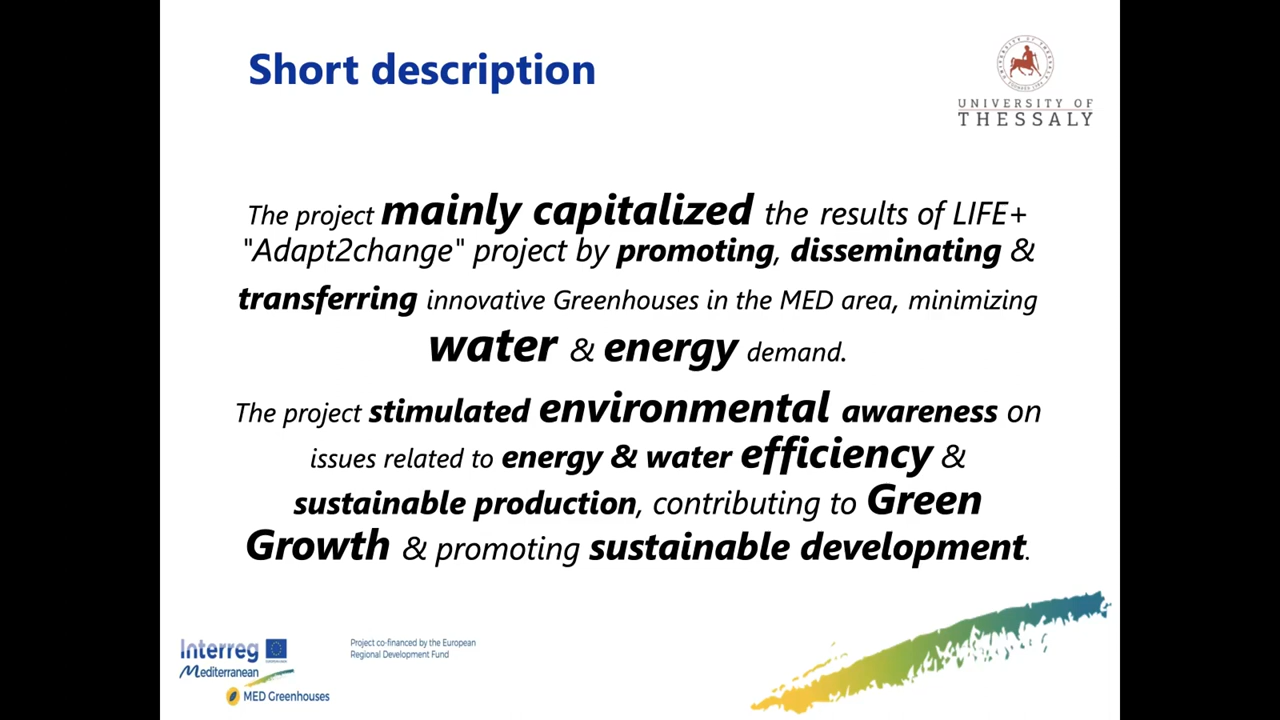 Short description
UNIVERSITY OF
THESSALY
The project mainly capitalized the results of LIFE+
"Adapt2change" project by promoting, disseminating &
transferring innovative Greenhouses in the MED area, minimizing
water & energy demand.
The project stimulated environmental awareness on
issues related to energy & water efficiency &
sustainable production, contributing to Green
Growth & promoting sustainable development.
Interreg
Mediterranean
MED Greenhouses
Project co-financed by the European
Regional Development Fund